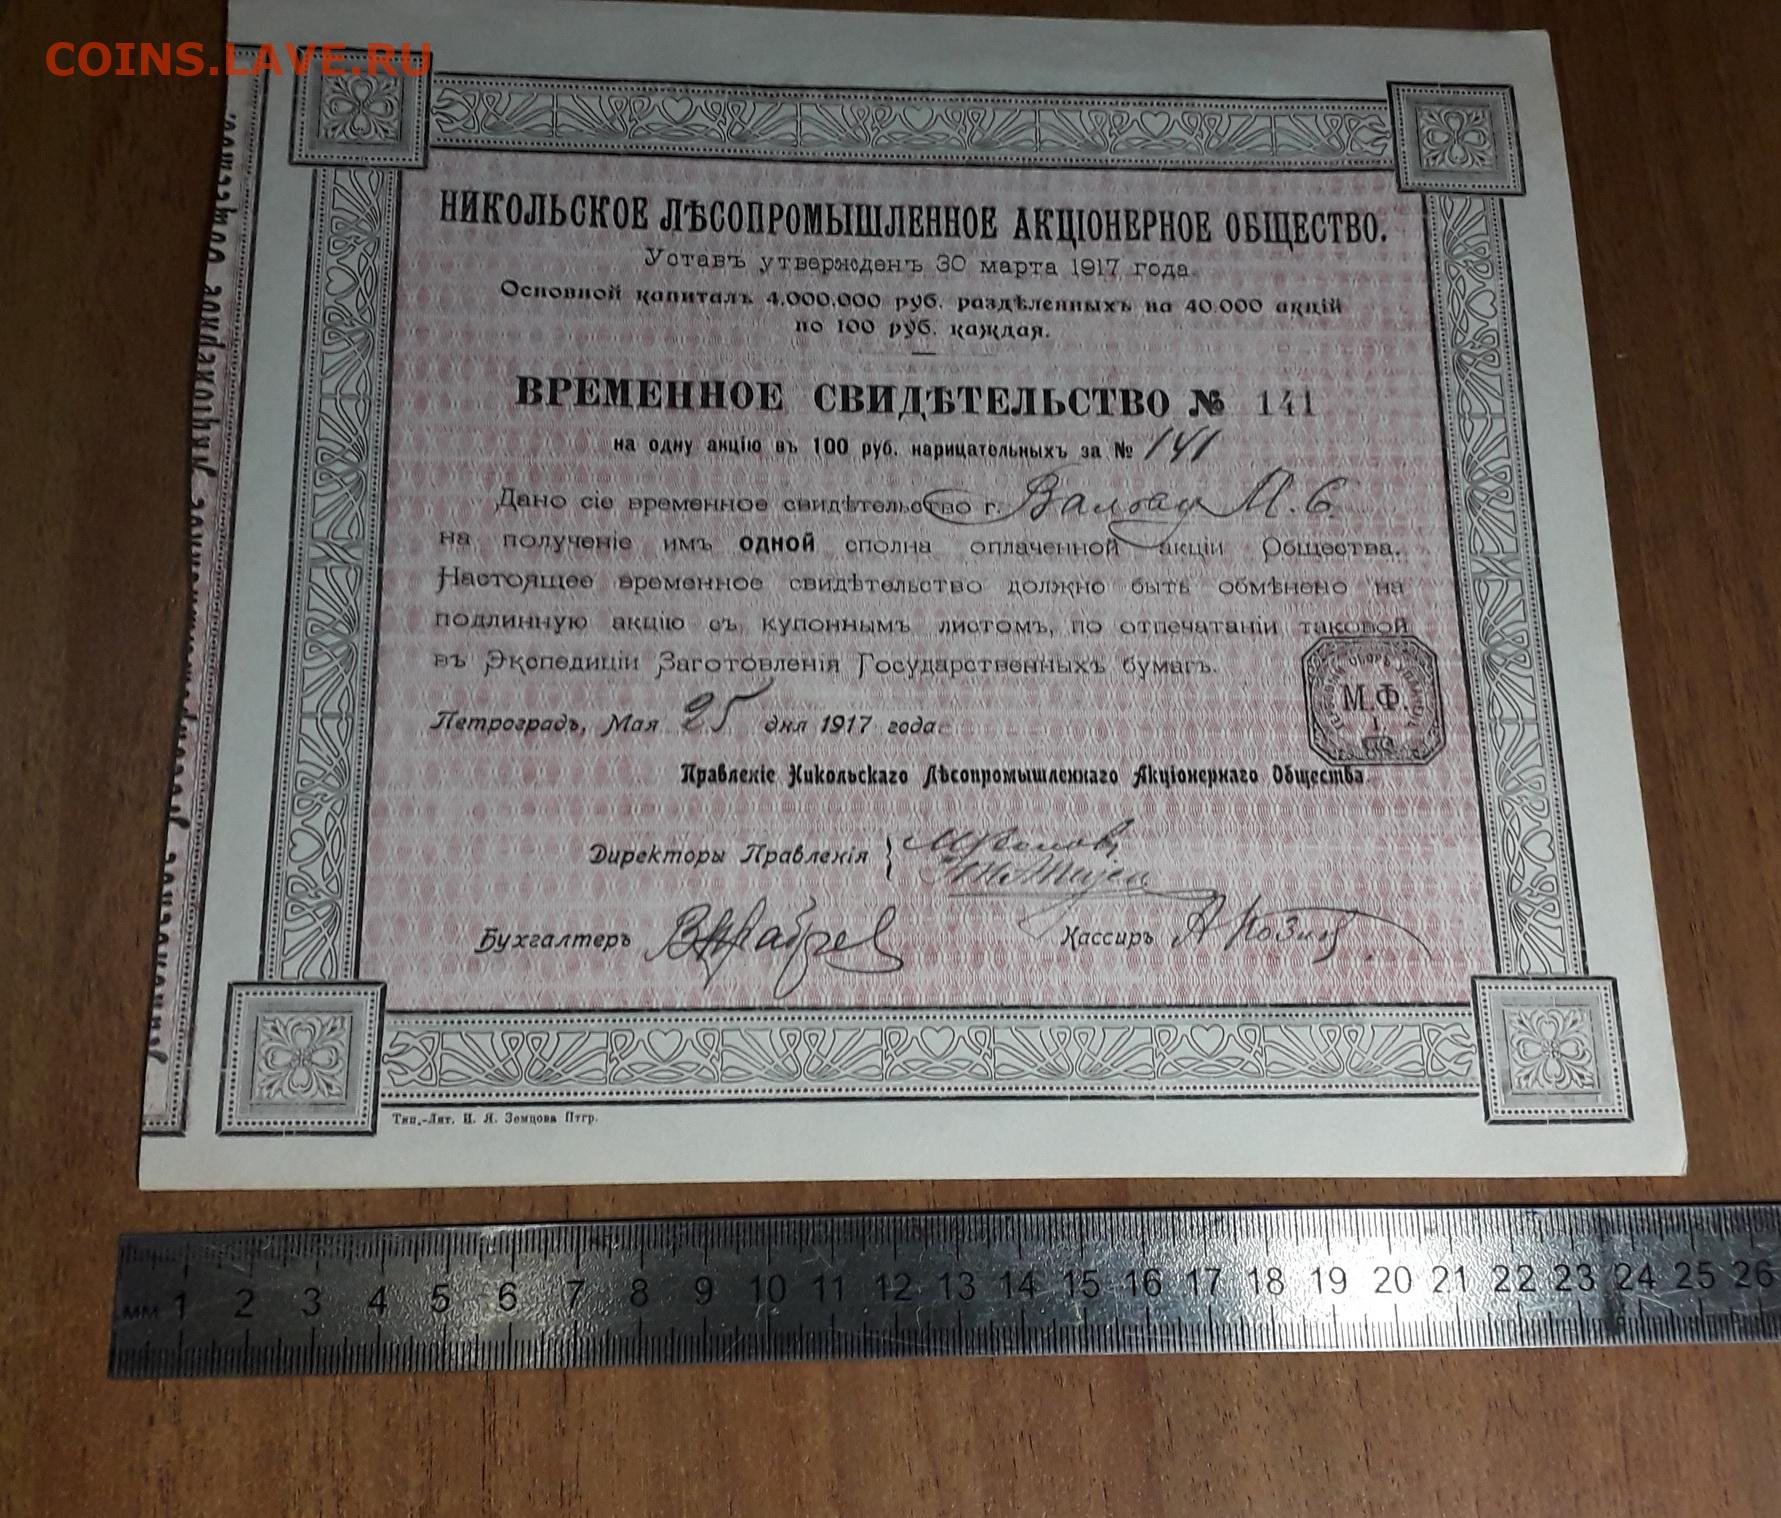 COINS.LAVE.RU
НИКОЛЬСКОЕ ЛѢСОПРОМЫШЛЕННОЕ АКЦІОНЕРНОЕ ОБЩЕСТВО.
Уставъ утвержденъ 30 марта 1917 года.
Основной капиталъ 4.000.000 руб. раздѣленныхъ на 40.000 акцій
по 100 руб. каждая.
ВРЕМЕННОЕ СВИДѢТЕЛЬСТВО № 141
на одну акцію въ 100 руб. нарицательныхъ за № 141
Дано сіе временное свидѣтельство г. М. С.
на полученіе имъ одной сполна оплаченной акціи Общества.
Настоящее временное свидѣтельство должно быть обмѣнено на
подлинную акцію съ купоннымъ листомъ, по отпечатаніи таковой
въ Экспедиціи Заготовленія Государственныхъ бумагъ.
Петроградъ, Мая 25 дня 1917 года.
М.Ф.
1
Правленіе Никольскаго Лѣсопромышленнаго Акціонернаго Общества.
Директоры Правленія
Бухгалтеръ
Кассиръ
Тип.-Лит. И. Я. Земцова Птгр.
мм 1 2 3 4 5 6 7 8 9 10 11 12 13 14 15 16 17 18 19 20 21 22 23 24 25 26